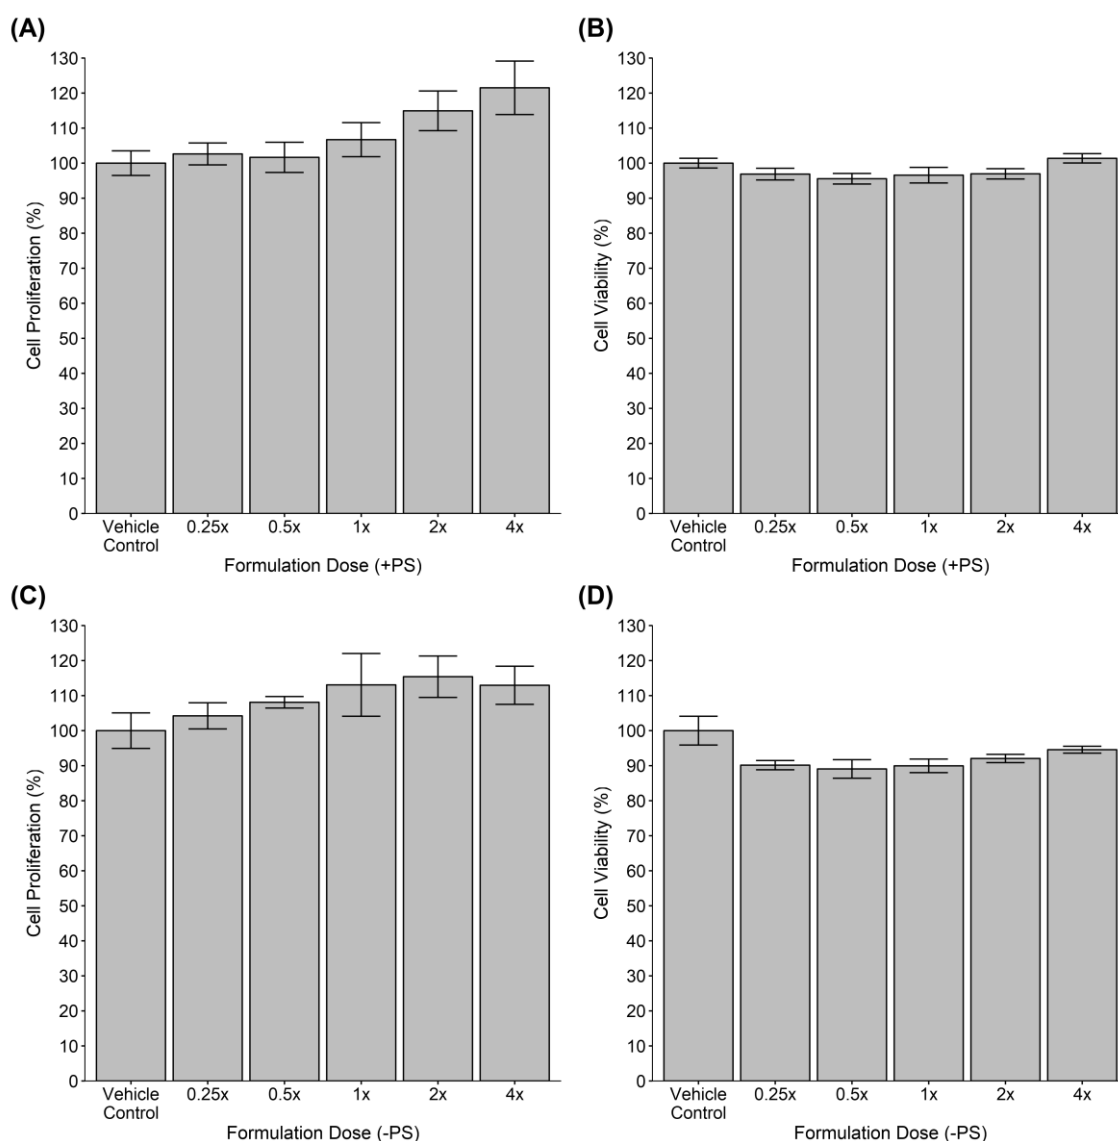 (A)
Cell Proliferation (%)
130
120
110
100
90
80
70
60
50
40
30
20
10
0
Vehicle Control
0.25x
0.5x
1x
2x
4x
Formulation Dose (+PS)
(B)
Cell Viability (%)
130
120
110
100
90
80
70
60
50
40
30
20
10
0
Vehicle Control
0.25x
0.5x
1x
2x
4x
Formulation Dose (+PS)
(C)
Cell Proliferation (%)
130
120
110
100
90
80
70
60
50
40
30
20
10
0
Vehicle Control
0.25x
0.5x
1x
2x
4x
Formulation Dose (-PS)
(D)
Cell Viability (%)
130
120
110
100
90
80
70
60
50
40
30
20
10
0
Vehicle Control
0.25x
0.5x
1x
2x
4x
Formulation Dose (-PS)